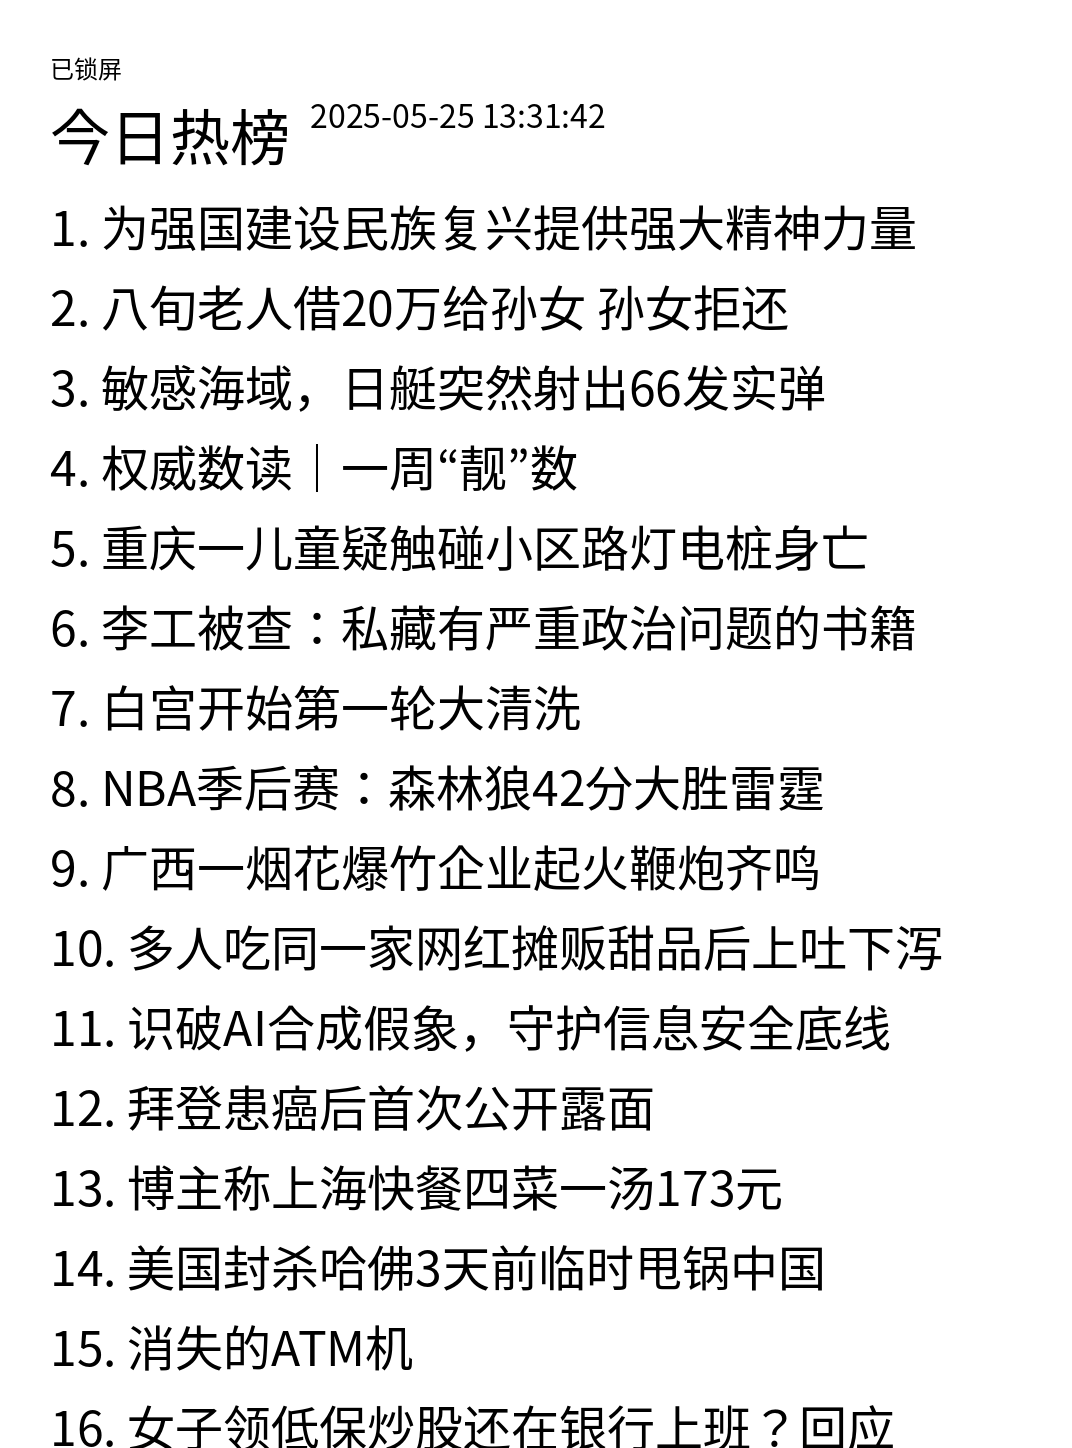 已锁屏
今日热榜 2025-05-25 13:31:42
1. 为强国建设民族复兴提供强大精神力量
2. 八旬老人借20万给孙女 孙女拒还
3. 敏感海域，日艇突然射出66发实弹
4. 权威数读｜一周“靓”数
5. 重庆一儿童疑触碰小区路灯电桩身亡
6. 李工被查：私藏有严重政治问题的书籍
7. 白宫开始第一轮大清洗
8. NBA季后赛：森林狼42分大胜雷霆
9. 广西一烟花爆竹企业起火鞭炮齐鸣
10. 多人吃同一家网红摊贩甜品后上吐下泻
11. 识破AI合成假象，守护信息安全底线
12. 拜登患癌后首次公开露面
13. 博主称上海快餐四菜一汤173元
14. 美国封杀哈佛3天前临时甩锅中国
15. 消失的ATM机
16. 女子领低保炒股还在银行上班？回应